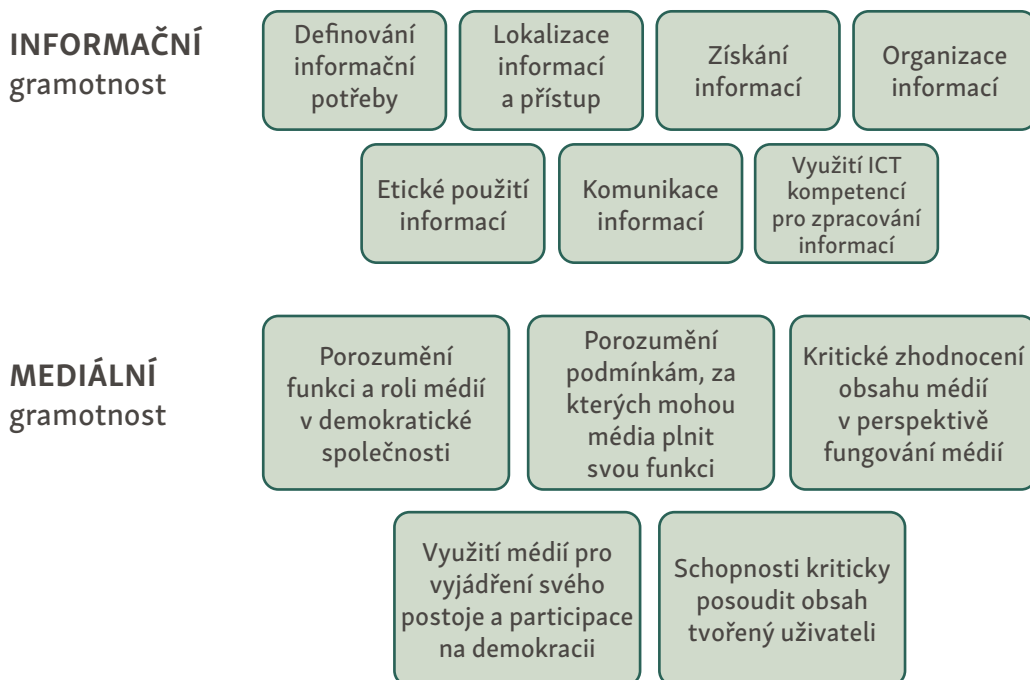 INFORMAČNÍ
gramotnost
Definování
informační
potřeby
Lokalizace
informací
a přístup
Získání
informací
Organizace
informací
Etické použití
informací
Komunikace
informací
Využití ICT
kompetencí
pro zpracování
informací
MEDIÁLNÍ
gramotnost
Porozumění
funkci a roli médií
v demokratické
společnosti
Porozumění
podmínkám, za
kterých mohou
média plnit
svou funkci
Kritické zhodnocení
obsahu médií
v perspektivě
fungování médií
Využití médií pro
vyjádření svého
postoje a participace
na demokracii
Schopnosti kriticky
posoudit obsah
tvořený uživateli